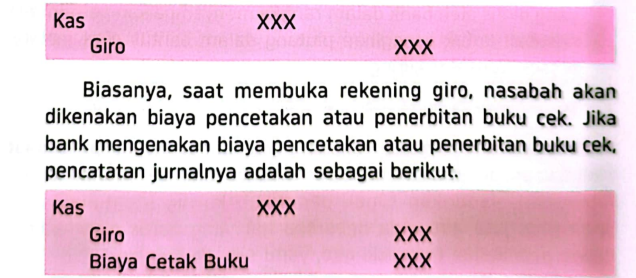 Kas XXX
Giro XXX
Biasanya, saat membuka rekening giro, nasabah akan
dikenakan biaya pencetakan atau penerbitan buku cek. Jika
bank mengenakan biaya pencetakan atau penerbitan buku cek,
pencatatan jurnalnya adalah sebagai berikut.
Kas XXX
Giro XXX
Biaya Cetak Buku XXX